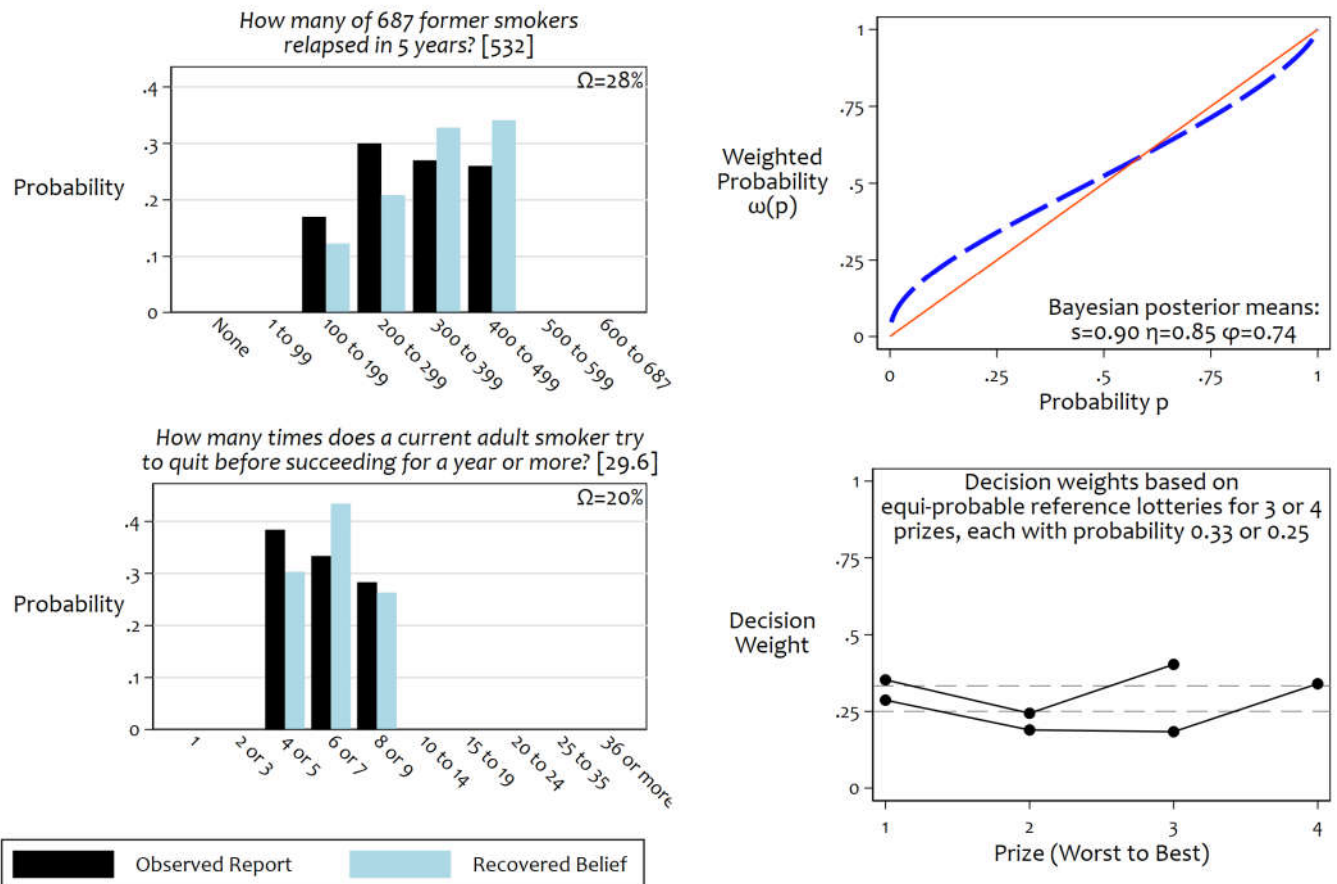 How many of 687 former smokers
relapsed in 5 years? [532]
Ω=28%
.4
.3
.2
.1
0
Probability
None
1 to 99
100 to 199
200 to 299
300 to 399
400 to 499
500 to 599
600 to 687
How many times does a current adult smoker try
to quit before succeeding for a year or more? [29.6]
Ω=20%
.4
.3
.2
.1
0
Probability
1
2 or 3
4 or 5
6 or 7
8 or 9
10 to 14
15 to 19
20 to 24
25 to 35
36 or more
Observed Report
Recovered Belief
1
.75
.5
.25
0
Weighted
Probability
ω(p)
Bayesian posterior means:
s=0.90 η=0.85 φ=0.74
0
.25
.5
.75
1
Probability p
Decision weights based on
equi-probable reference lotteries for 3 or 4
prizes, each with probability 0.33 or 0.25
1
.75
.5
.25
0
Decision
Weight
1
2
3
4
Prize (Worst to Best)